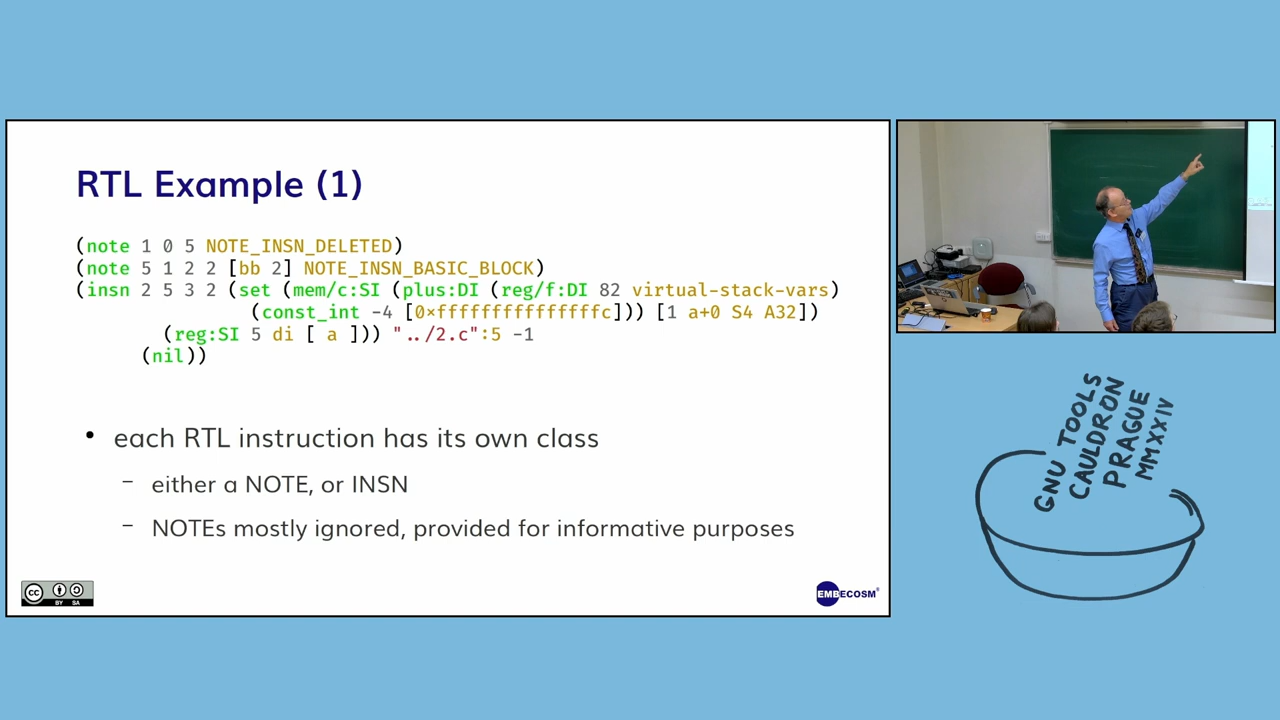 RTL Example (1)
(note 1 0 5 NOTE_INSN_DELETED)
(note 5 1 2 2 [bb 2] NOTE_INSN_BASIC_BLOCK)
(insn 2 5 3 2 (set (mem/c:SI (plus:DI (reg/f:DI 82 virtual-stack-vars)
(const_int -4 [0×fffffffffffffffc])) [1 a+0 S4 A32])
(reg:SI 5 di [ a ])) "../2.c":5 -1
(nil))
• each RTL instruction has its own class
– either a NOTE, or INSN
– NOTEs mostly ignored, provided for informative purposes
cc BY SA
EMBECOSM®
GNU TOOLS
CAULDRON
PRAGUE
MMXXIV